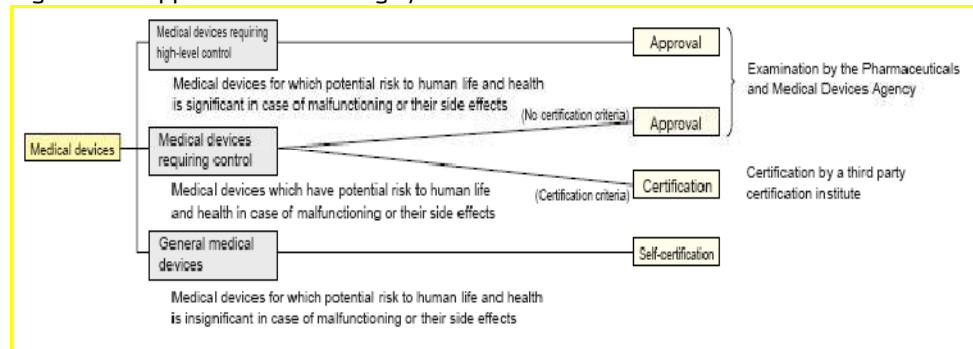 Medical devices requiring
high-level control
Approval
Medical devices for which potential risk to human life and health
is significant in case of malfunctioning or their side effects
Examination by the Pharmaceuticals
and Medical Devices Agency
(No certification criteria)
Approval
Medical devices
Medical devices
requiring control
Medical devices which have potential risk to human life
and health in case of malfunctioning or their side effects
(Certification criteria)
Certification
Certification by a third party
certification institute
General medical
devices
Self-certification
Medical devices for which potential risk to human life and health
is insignificant in case of malfunctioning or their side effects